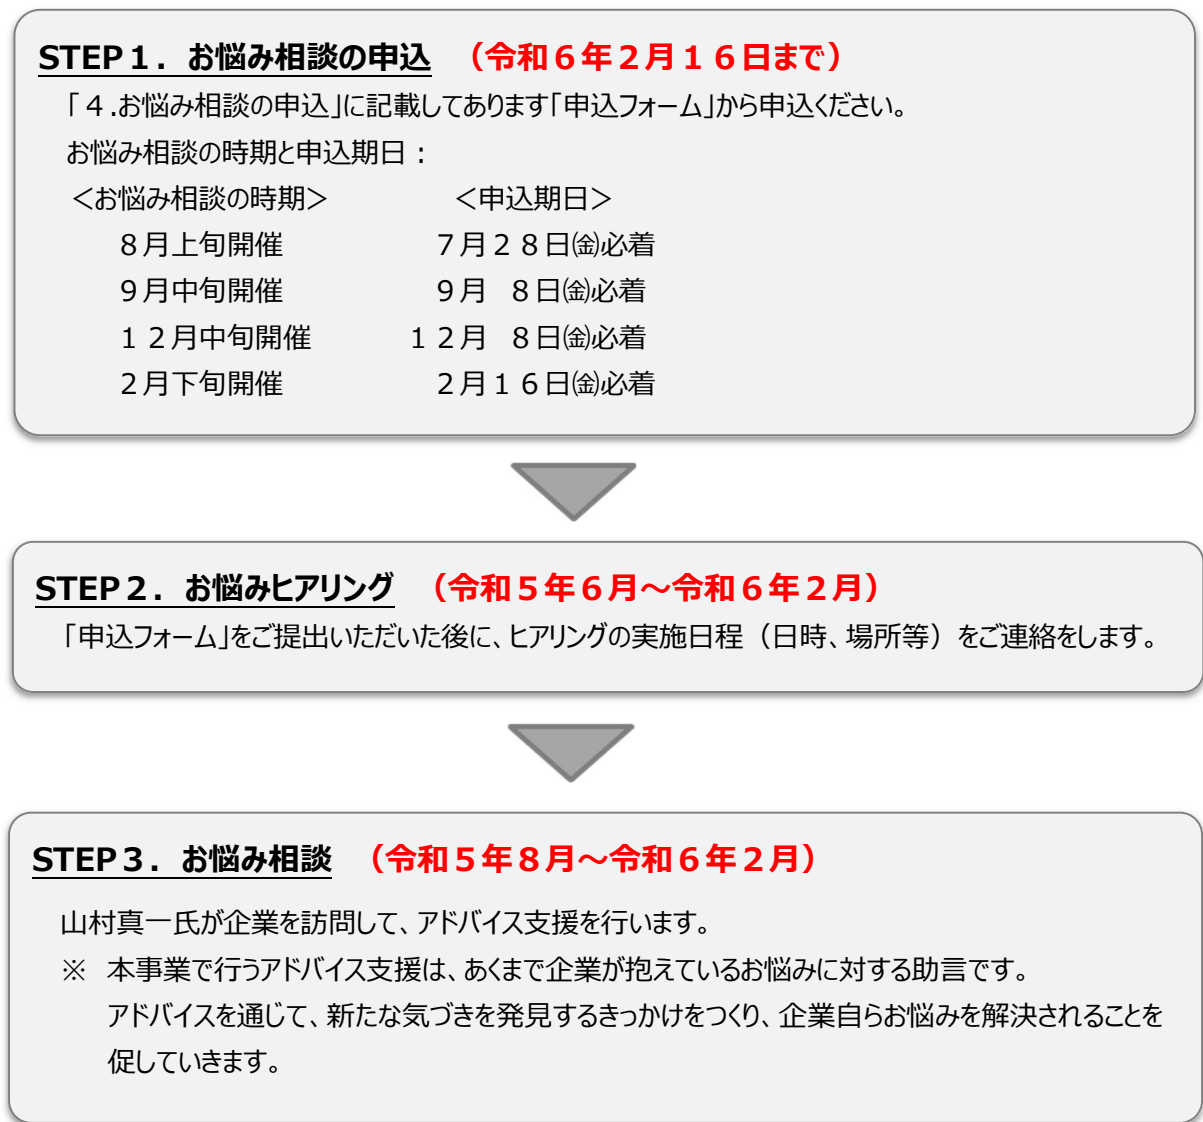 STEP１．お悩み相談の申込　（令和６年２月１６日まで）
「４.お悩み相談の申込」に記載してあります「申込フォーム」から申込ください。
お悩み相談の時期と申込期日：
＜お悩み相談の時期＞　　　　＜申込期日＞
８月上旬開催　　　　７月２８日㈮必着
９月中旬開催　　　　９月　８日㈮必着
１２月中旬開催　　　１２月　８日㈮必着
２月下旬開催　　　　２月１６日㈮必着
STEP２．お悩みヒアリング　（令和５年６月～令和６年２月）
「申込フォーム」をご提出いただいた後に、ヒアリングの実施日程（日時、場所等）をご連絡をします。
STEP３．お悩み相談　（令和５年８月～令和６年２月）
山村真一氏が企業を訪問して、アドバイス支援を行います。
※　本事業で行うアドバイス支援は、あくまで企業が抱えているお悩みに対する助言です。
アドバイスを通じて、新たな気づきを発見するきっかけをつくり、企業自らお悩みを解決されることを
促していきます。